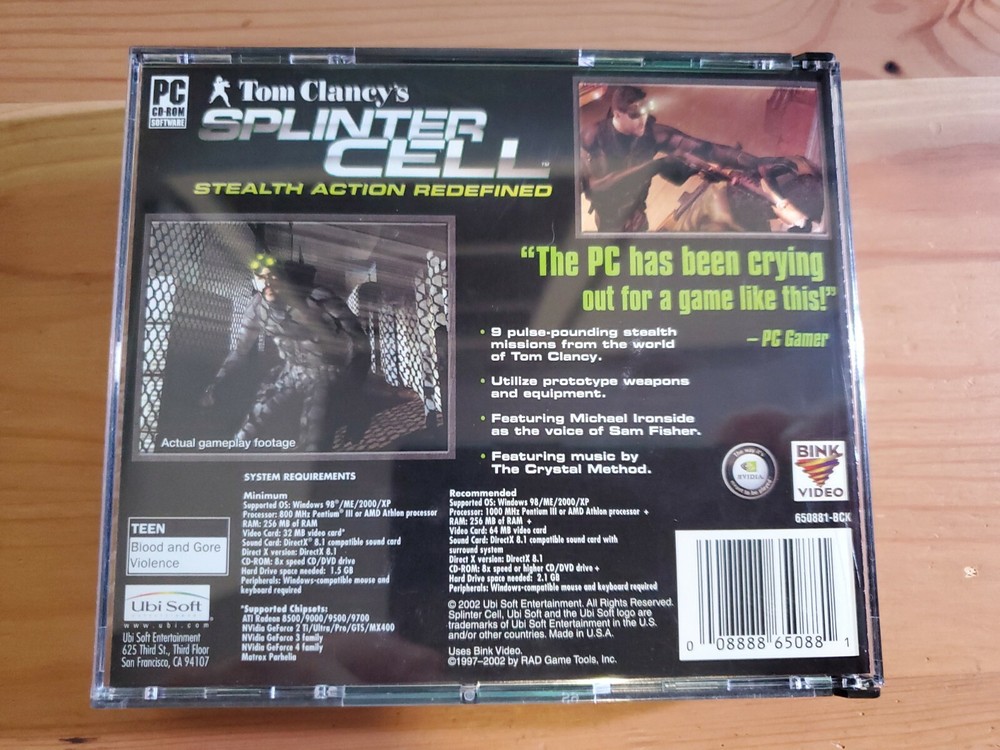 PC
CD-ROM
SOFTWARE
Tom Clancy's
SPLINTER
CELL™
STEALTH ACTION REDEFINED
"The PC has been crying
out for a game like this!"
– PC Gamer
• 9 pulse-pounding stealth
missions from the world
of Tom Clancy.
• Utilize prototype weapons
and equipment.
• Featuring Michael Ironside
as the voice of Sam Fisher.
• Featuring music by
The Crystal Method.
Actual gameplay footage
NVIDIA
BINK
VIDEO
650881-BCK
SYSTEM REQUIREMENTS
Minimum
Supported OS: Windows 98®/ME/2000/XP
Processor: 800 MHz Pentium® III or AMD Athlon processor
RAM: 256 MB of RAM
Video Card: 32 MB video card*
Sound Card: DirectX® 8.1 compatible sound card
Direct X version: DirectX 8.1
CD-ROM: 8x speed CD/DVD drive
Hard Drive space needed: 1.5 GB
Peripherals: Windows-compatible mouse and
keyboard required
*Supported Chipsets:
ATI Radeon 8500/9000/9500/9700
NVidia GeForce 2 Ti/Ultra/Pro/GTS/MX400
NVidia GeForce 3 family
NVidia GeForce 4 family
Matrox Parhelia
Recommended
Supported OS: Windows 98/ME/2000/XP
Processor: 1000 MHz Pentium III or AMD Athlon processor +
RAM: 256 MB of RAM +
Video Card: 64 MB video card
Sound Card: DirectX 8.1 compatible sound card with
surround system
Direct X version: DirectX 8.1
CD-ROM: 8x speed or higher CD/DVD drive +
Hard Drive space needed: 2.1 GB
Peripherals: Windows-compatible mouse and keyboard required
© 2002 Ubi Soft Entertainment. All Rights Reserved.
Splinter Cell, Ubi Soft and the Ubi Soft logo are
trademarks of Ubi Soft Entertainment in the U.S.
and/or other countries. Made in U.S.A.
Uses Bink Video.
©1997–2002 by RAD Game Tools, Inc.
TEEN
Blood and Gore
Violence
Ubi Soft
www.ubi.com
Ubi Soft Entertainment
625 Third St., Third Floor
San Francisco, CA 94107
0 08888 65088 1